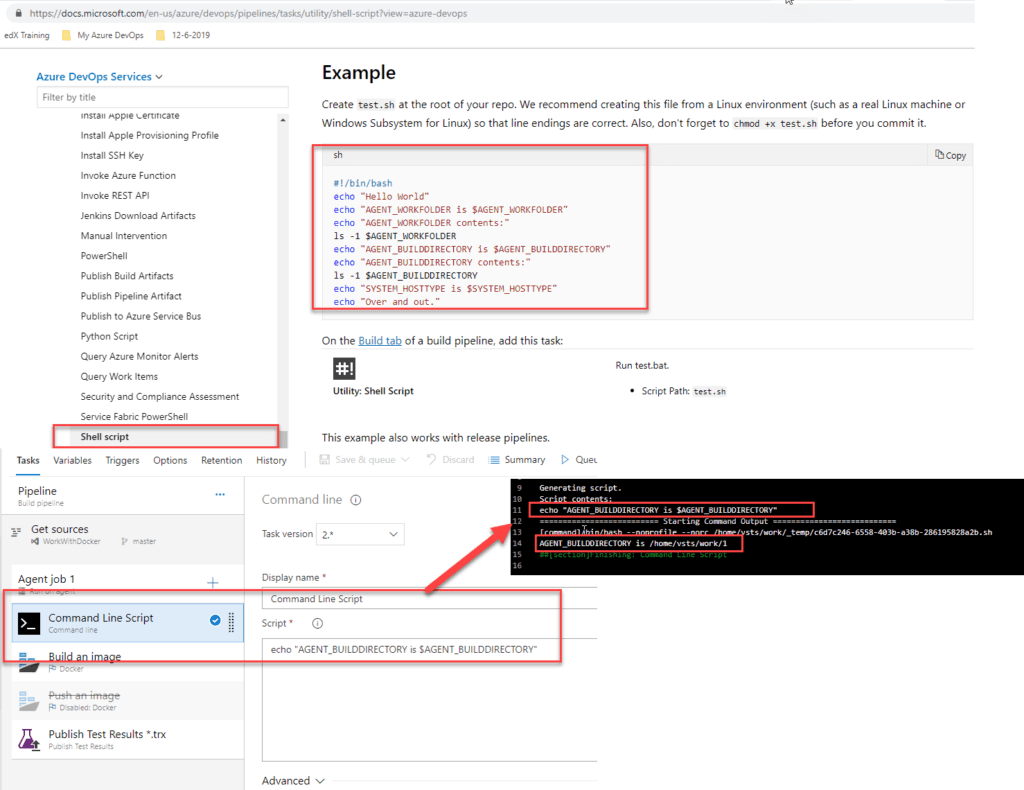 https://docs.microsoft.com/en-us/azure/devops/pipelines/tasks/utility/shell-script?view=azure-devops
edX Training
My Azure DevOps
12-6-2019
Azure DevOps Services
Filter by title
Install Apple Certificate
Install Apple Provisioning Profile
Install SSH Key
Invoke Azure Function
Invoke REST API
Jenkins Download Artifacts
Manual Intervention
PowerShell
Publish Build Artifacts
Publish Pipeline Artifact
Publish to Azure Service Bus
Python Script
Query Azure Monitor Alerts
Query Work Items
Security and Compliance Assessment
Service Fabric PowerShell
Shell script
Example
Create test.sh at the root of your repo. We recommend creating this file from a Linux environment (such as a real Linux machine or
Windows Subsystem for Linux) so that line endings are correct. Also, don't forget to chmod +x test.sh before you commit it.
sh
Copy
#!/bin/bash
echo "Hello World"
echo "AGENT_WORKFOLDER is $AGENT_WORKFOLDER"
echo "AGENT_WORKFOLDER contents:"
ls -1 $AGENT_WORKFOLDER
echo "AGENT_BUILDDIRECTORY is $AGENT_BUILDDIRECTORY"
echo "AGENT_BUILDDIRECTORY contents:"
ls -1 $AGENT_BUILDDIRECTORY
echo "SYSTEM_HOSTTYPE is $SYSTEM_HOSTTYPE"
echo "Over and out."
On the Build tab of a build pipeline, add this task:
#!
Utility: Shell Script
Run test.bat.
• Script Path: test.sh
This example also works with release pipelines.
Tasks
Variables
Triggers
Options
Retention
History
Save & queue
Discard
Summary
Queu
Pipeline
Build pipeline
...
Get sources
WorkWithDocker
master
Agent job 1
Run on agent
+
Command Line Script
Command line
Build an image
Docker
Push an image
Disabled: Docker
Publish Test Results *.trx
Publish Test Results
Command line
Task version
2.*
Display name *
Command Line Script
Script *
echo "AGENT_BUILDDIRECTORY is $AGENT_BUILDDIRECTORY"
Advanced
9 Generating script.
10 Script contents:
11 echo "AGENT_BUILDDIRECTORY is $AGENT_BUILDDIRECTORY"
12 ========================== Starting Command Output ===========================
13 [command]/bin/bash --noprofile --norc /home/vsts/work/_temp/c6d7c246-6558-403b-a38b-286195828a2b.sh
14 AGENT_BUILDDIRECTORY is /home/vsts/work/1
15 ##[section]Finishing: Command Line Script
16